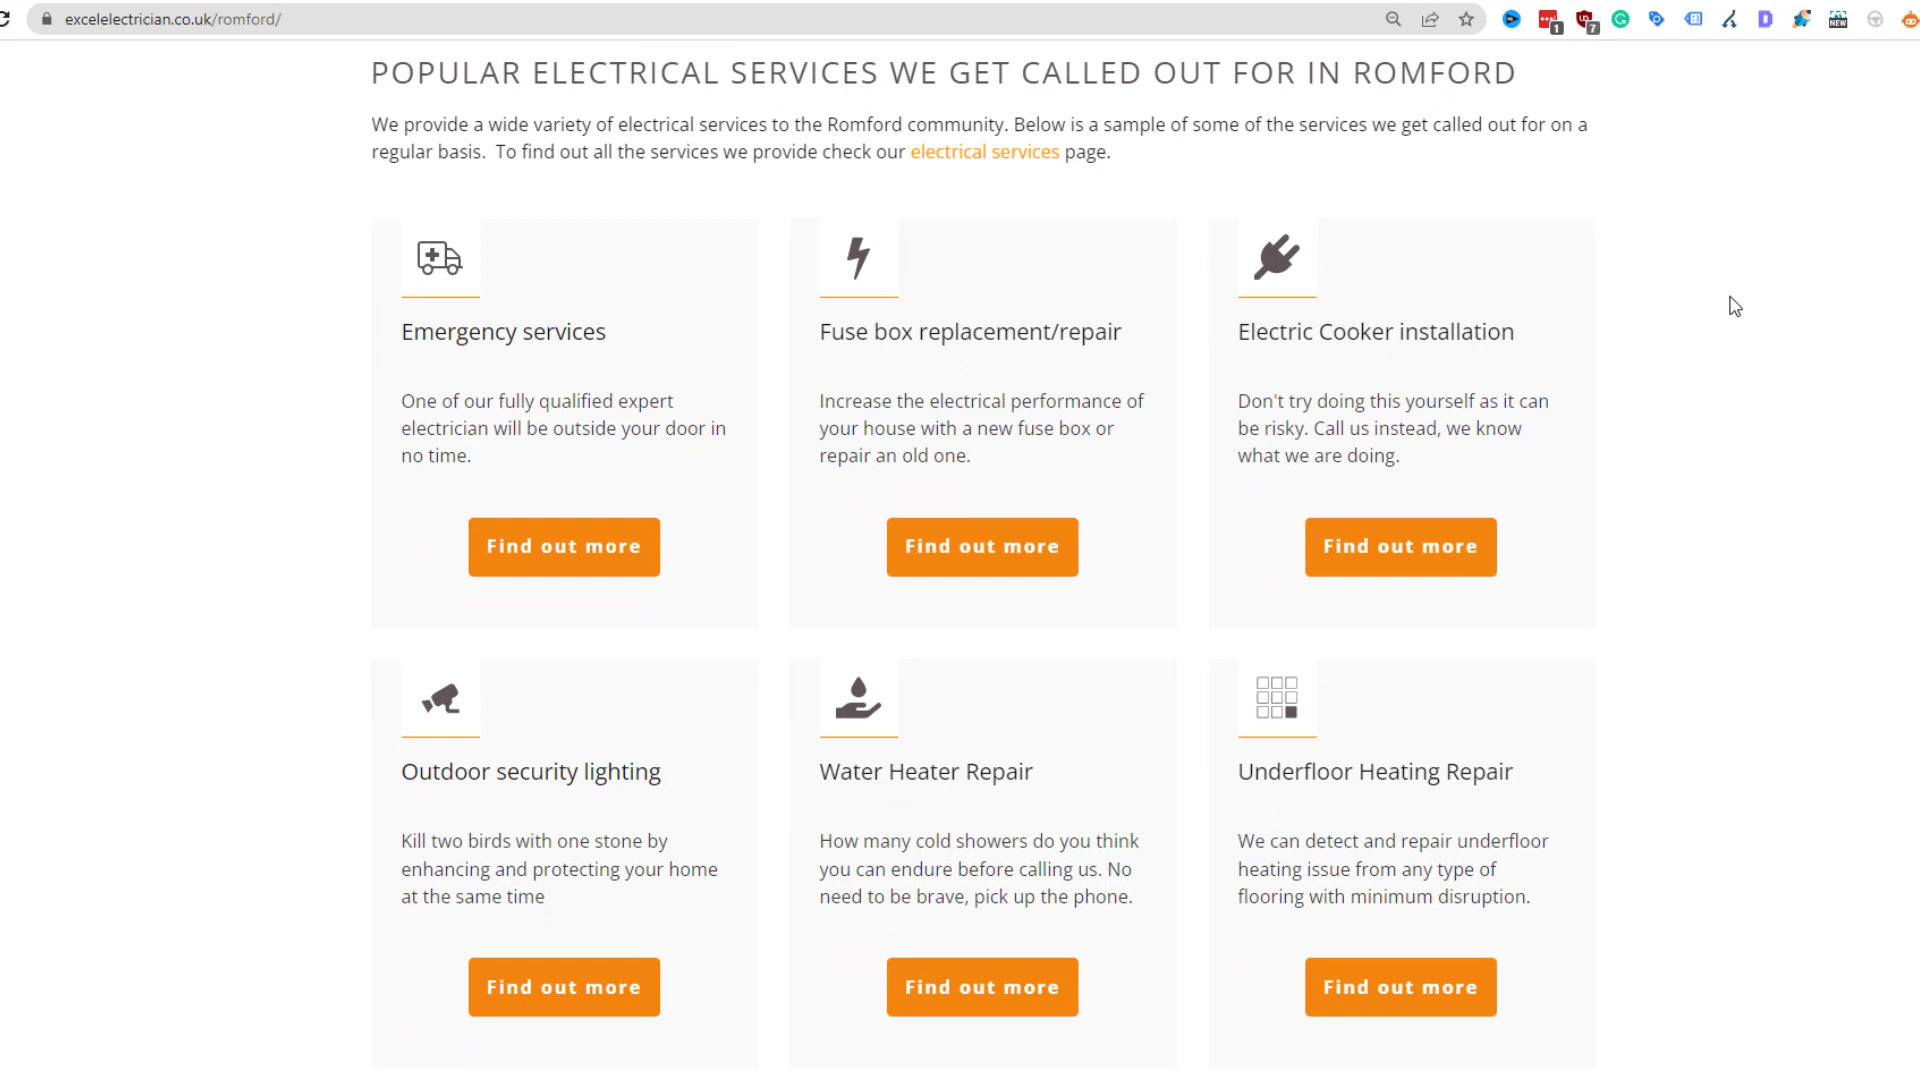 excelelectrician.co.uk/romford/
1
7
NEW
POPULAR ELECTRICAL SERVICES WE GET CALLED OUT FOR IN ROMFORD
We provide a wide variety of electrical services to the Romford community. Below is a sample of some of the services we get called out for on a
regular basis. To find out all the services we provide check our electrical services page.
Emergency services
One of our fully qualified expert
electrician will be outside your door in
no time.
Find out more
Fuse box replacement/repair
Increase the electrical performance of
your house with a new fuse box or
repair an old one.
Find out more
Electric Cooker installation
Don't try doing this yourself as it can
be risky. Call us instead, we know
what we are doing.
Find out more
Outdoor security lighting
Kill two birds with one stone by
enhancing and protecting your home
at the same time
Find out more
Water Heater Repair
How many cold showers do you think
you can endure before calling us. No
need to be brave, pick up the phone.
Find out more
Underfloor Heating Repair
We can detect and repair underfloor
heating issue from any type of
flooring with minimum disruption.
Find out more